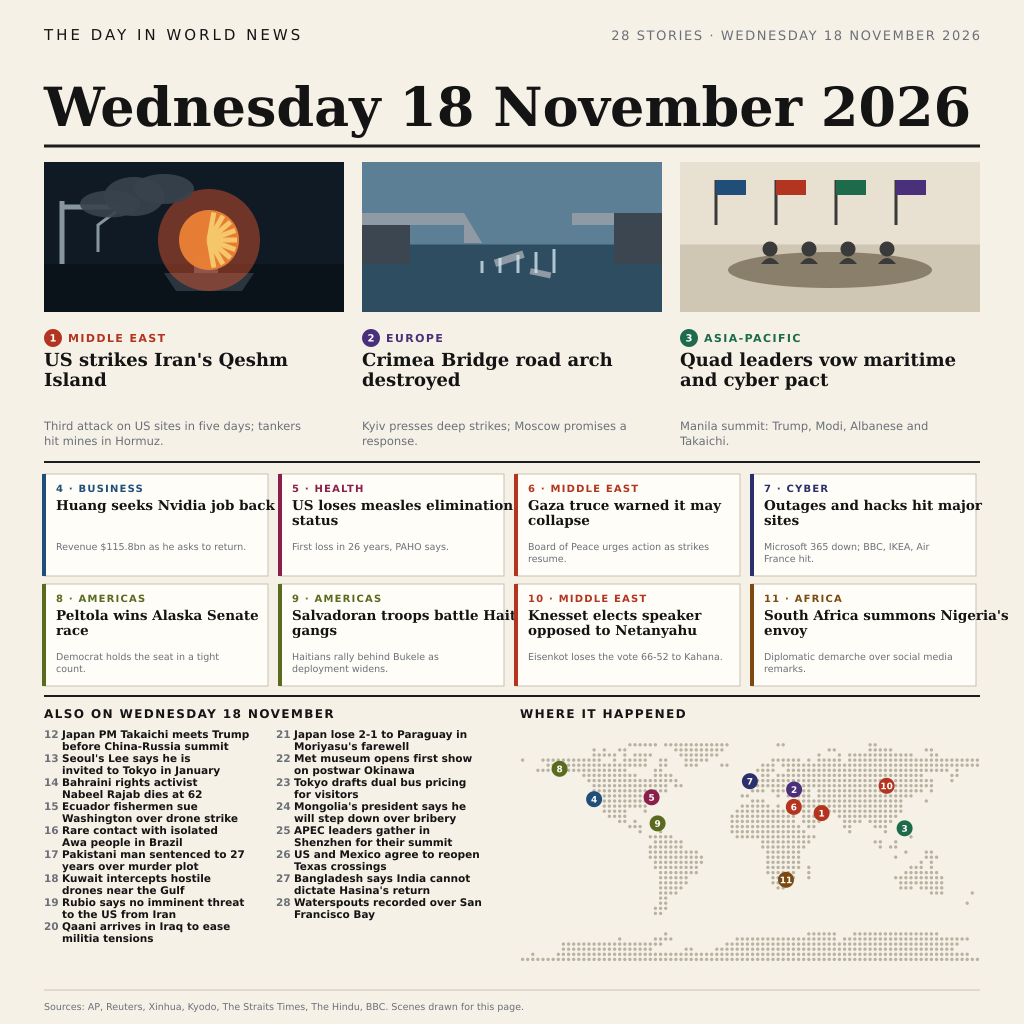 THE DAY IN WORLD NEWS
28 STORIES · WEDNESDAY 18 NOVEMBER 2026
Wednesday 18 November 2026
1 MIDDLE EAST
US strikes Iran's Qeshm
Island
Third attack on US sites in five days; tankers
hit mines in Hormuz.
2 EUROPE
Crimea Bridge road arch
destroyed
Kyiv presses deep strikes; Moscow promises a
response.
3 ASIA-PACIFIC
Quad leaders vow maritime
and cyber pact
Manila summit: Trump, Modi, Albanese and
Takaichi.
4 · BUSINESS
Huang seeks Nvidia job back
Revenue $115.8bn as he asks to return.
5 · HEALTH
US loses measles elimination
status
First loss in 26 years, PAHO says.
6 · MIDDLE EAST
Gaza truce warned it may
collapse
Board of Peace urges action as strikes
resume.
7 · CYBER
Outages and hacks hit major
sites
Microsoft 365 down; BBC, IKEA, Air
France hit.
8 · AMERICAS
Peltola wins Alaska Senate
race
Democrat holds the seat in a tight
count.
9 · AMERICAS
Salvadoran troops battle Hait
gangs
Haitians rally behind Bukele as
deployment widens.
10 · MIDDLE EAST
Knesset elects speaker
opposed to Netanyahu
Eisenkot loses the vote 66-52 to Kahana.
11 · AFRICA
South Africa summons Nigeria's
envoy
Diplomatic demarche over social media
remarks.
ALSO ON WEDNESDAY 18 NOVEMBER
12 Japan PM Takaichi meets Trump
before China-Russia summit
13 Seoul's Lee says he is
invited to Tokyo in January
14 Bahraini rights activist
Nabeel Rajab dies at 62
15 Ecuador fishermen sue
Washington over drone strike
16 Rare contact with isolated
Awa people in Brazil
17 Pakistani man sentenced to 27
years over murder plot
18 Kuwait intercepts hostile
drones near the Gulf
19 Rubio says no imminent threat
to the US from Iran
20 Qaani arrives in Iraq to ease
militia tensions
21 Japan lose 2-1 to Paraguay in
Moriyasu's farewell
22 Met museum opens first show
on postwar Okinawa
23 Tokyo drafts dual bus pricing
for visitors
24 Mongolia's president says he
will step down over bribery
25 APEC leaders gather in
Shenzhen for their summit
26 US and Mexico agree to reopen
Texas crossings
27 Bangladesh says India cannot
dictate Hasina's return
28 Waterspouts recorded over San
Francisco Bay
WHERE IT HAPPENED
8
7
10
2
4
5
6
1
9
3
11
Sources: AP, Reuters, Xinhua, Kyodo, The Straits Times, The Hindu, BBC. Scenes drawn for this page.